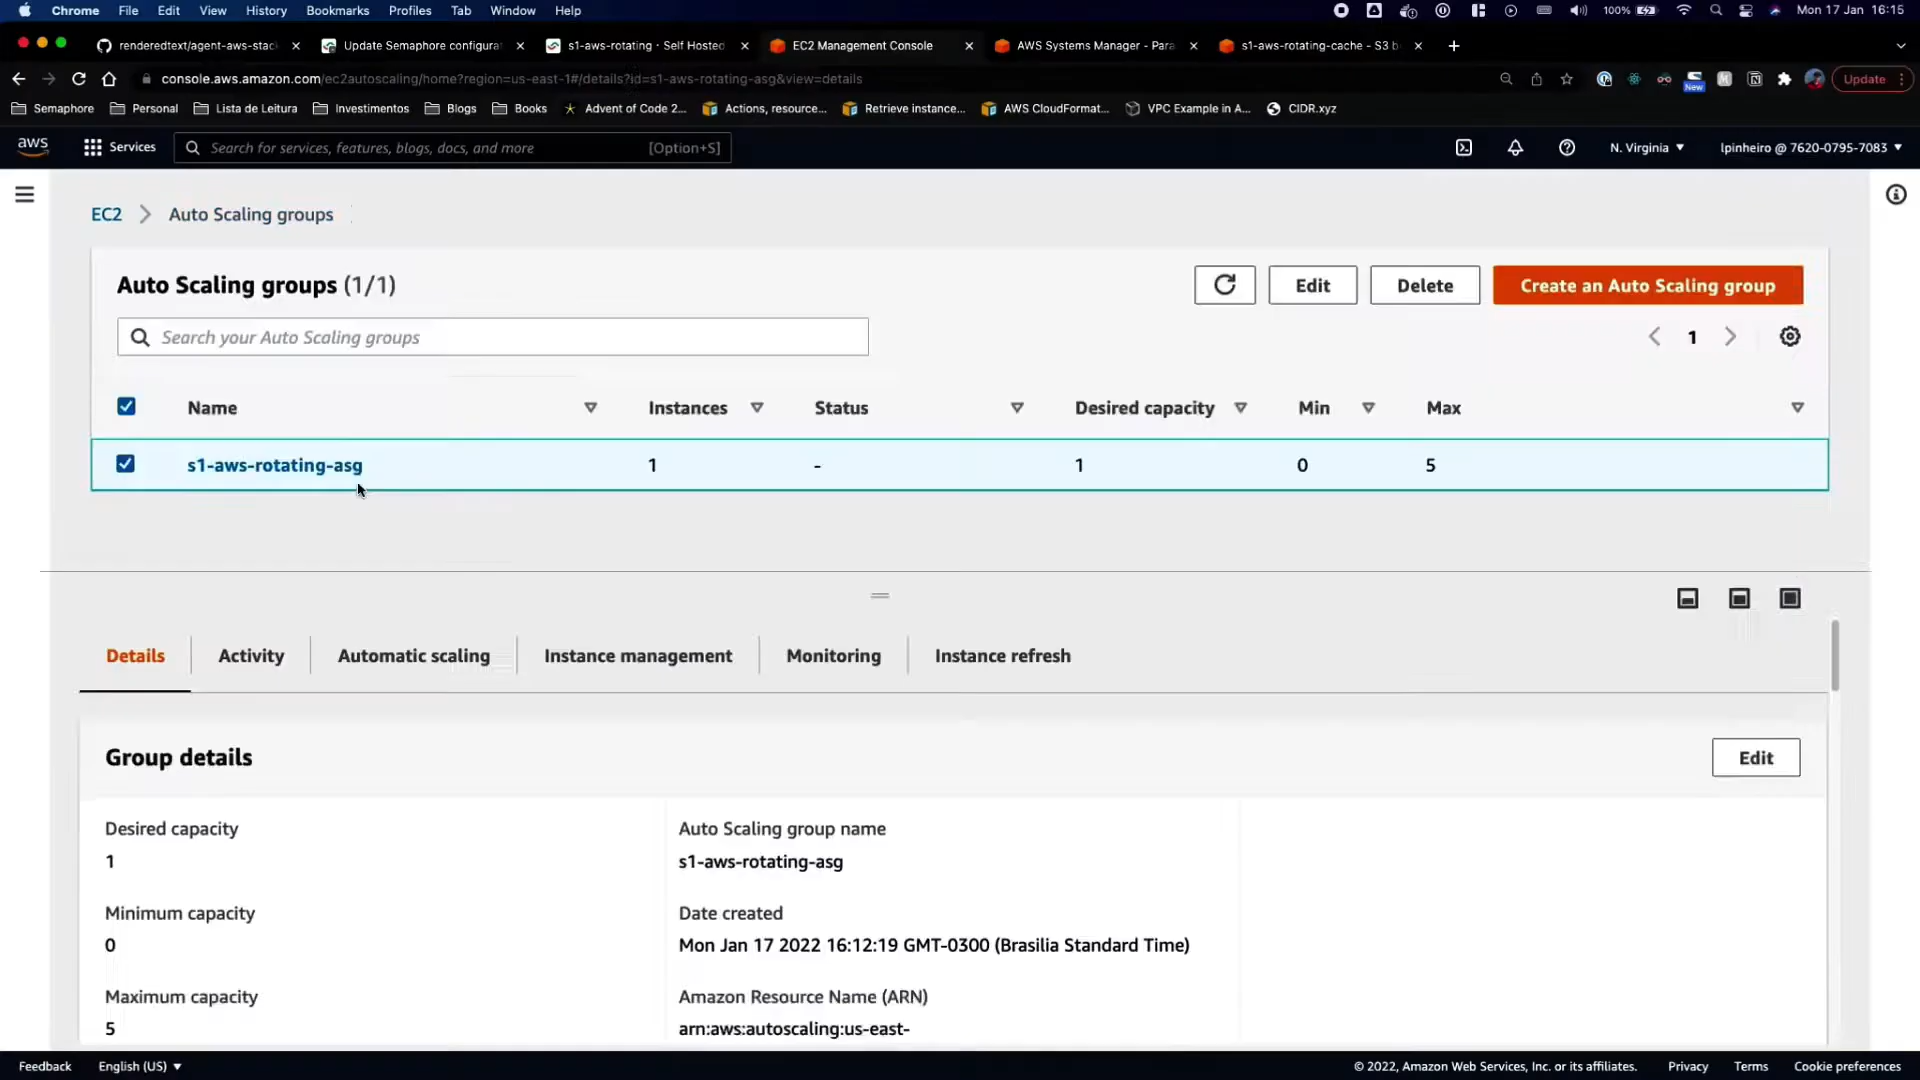 Chrome File Edit View History Bookmarks Profiles Tab Window Help 100% Mon 17 Jan 16:15
renderedtext/agent-aws-stac Update Semaphore configura s1-aws-rotating · Self Hosted EC2 Management Console AWS Systems Manager - Para s1-aws-rotating-cache - S3 b
console.aws.amazon.com/ec2autoscaling/home?region=us-east-1#/details?id=s1-aws-rotating-asg&view=details New Update
Semaphore Personal Lista de Leitura Investimentos Blogs Books Advent of Code 2... Actions, resource... Retrieve instance... AWS CloudFormat... VPC Example in A... CIDR.xyz
aws Services Search for services, features, blogs, docs, and more [Option+S] N. Virginia lpinheiro @ 7620-0795-7083
EC2 Auto Scaling groups
Auto Scaling groups (1/1) Edit Delete Create an Auto Scaling group
Search your Auto Scaling groups 1
Name Instances Status Desired capacity Min Max
s1-aws-rotating-asg 1 - 1 0 5
Details Activity Automatic scaling Instance management Monitoring Instance refresh
Group details Edit
Desired capacity Auto Scaling group name
1 s1-aws-rotating-asg
Minimum capacity Date created
0 Mon Jan 17 2022 16:12:19 GMT-0300 (Brasilia Standard Time)
Maximum capacity Amazon Resource Name (ARN)
5 arn:aws:autoscaling:us-east-
Feedback English (US) © 2022, Amazon Web Services, Inc. or its affiliates. Privacy Terms Cookie preferences